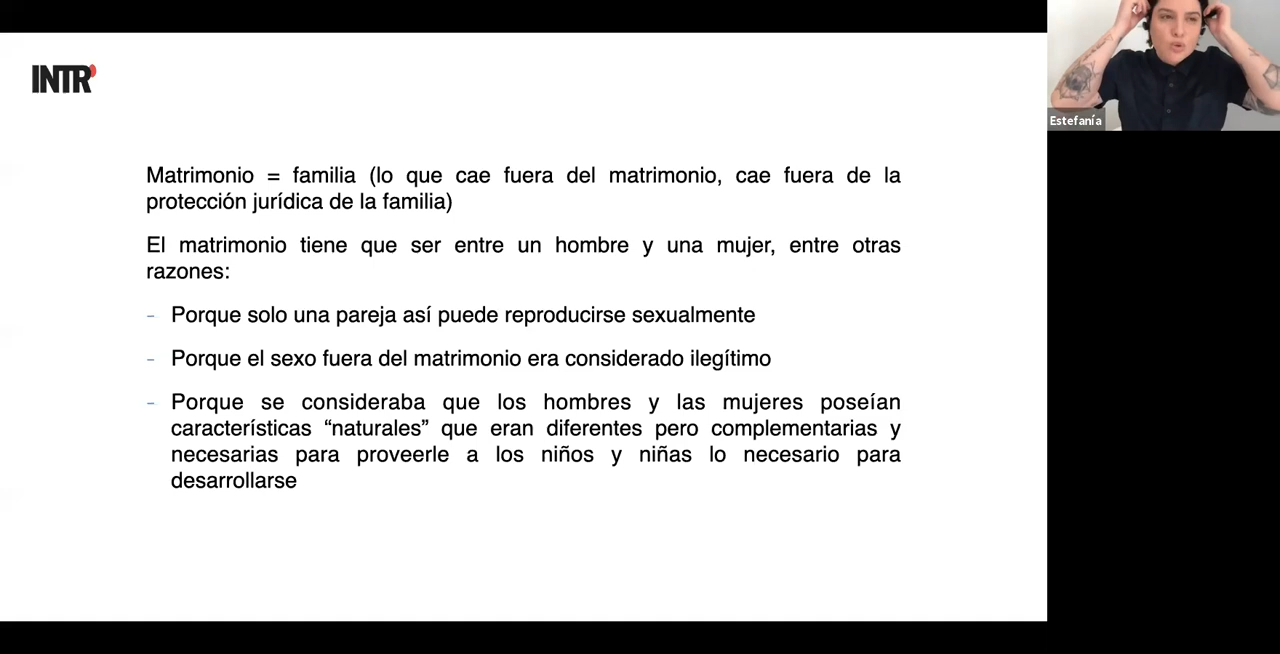 INTR'
Estefanía
Matrimonio = familia (lo que cae fuera del matrimonio, cae fuera de la
protección jurídica de la familia)
El matrimonio tiene que ser entre un hombre y una mujer, entre otras
razones:
- Porque solo una pareja así puede reproducirse sexualmente
- Porque el sexo fuera del matrimonio era considerado ilegítimo
- Porque se consideraba que los hombres y las mujeres poseían
características “naturales” que eran diferentes pero complementarias y
necesarias para proveerle a los niños y niñas lo necesario para
desarrollarse